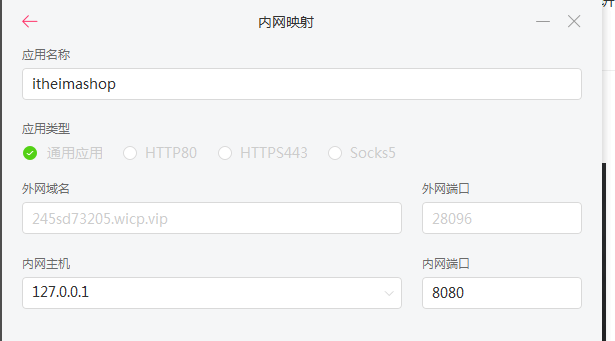 内网映射
应用名称
itheimashop
应用类型
通用应用 HTTP80 HTTPS443 Socks5
外网域名 外网端口
245sd73205.wicp.vip 28096
内网主机 内网端口
127.0.0.1 8080